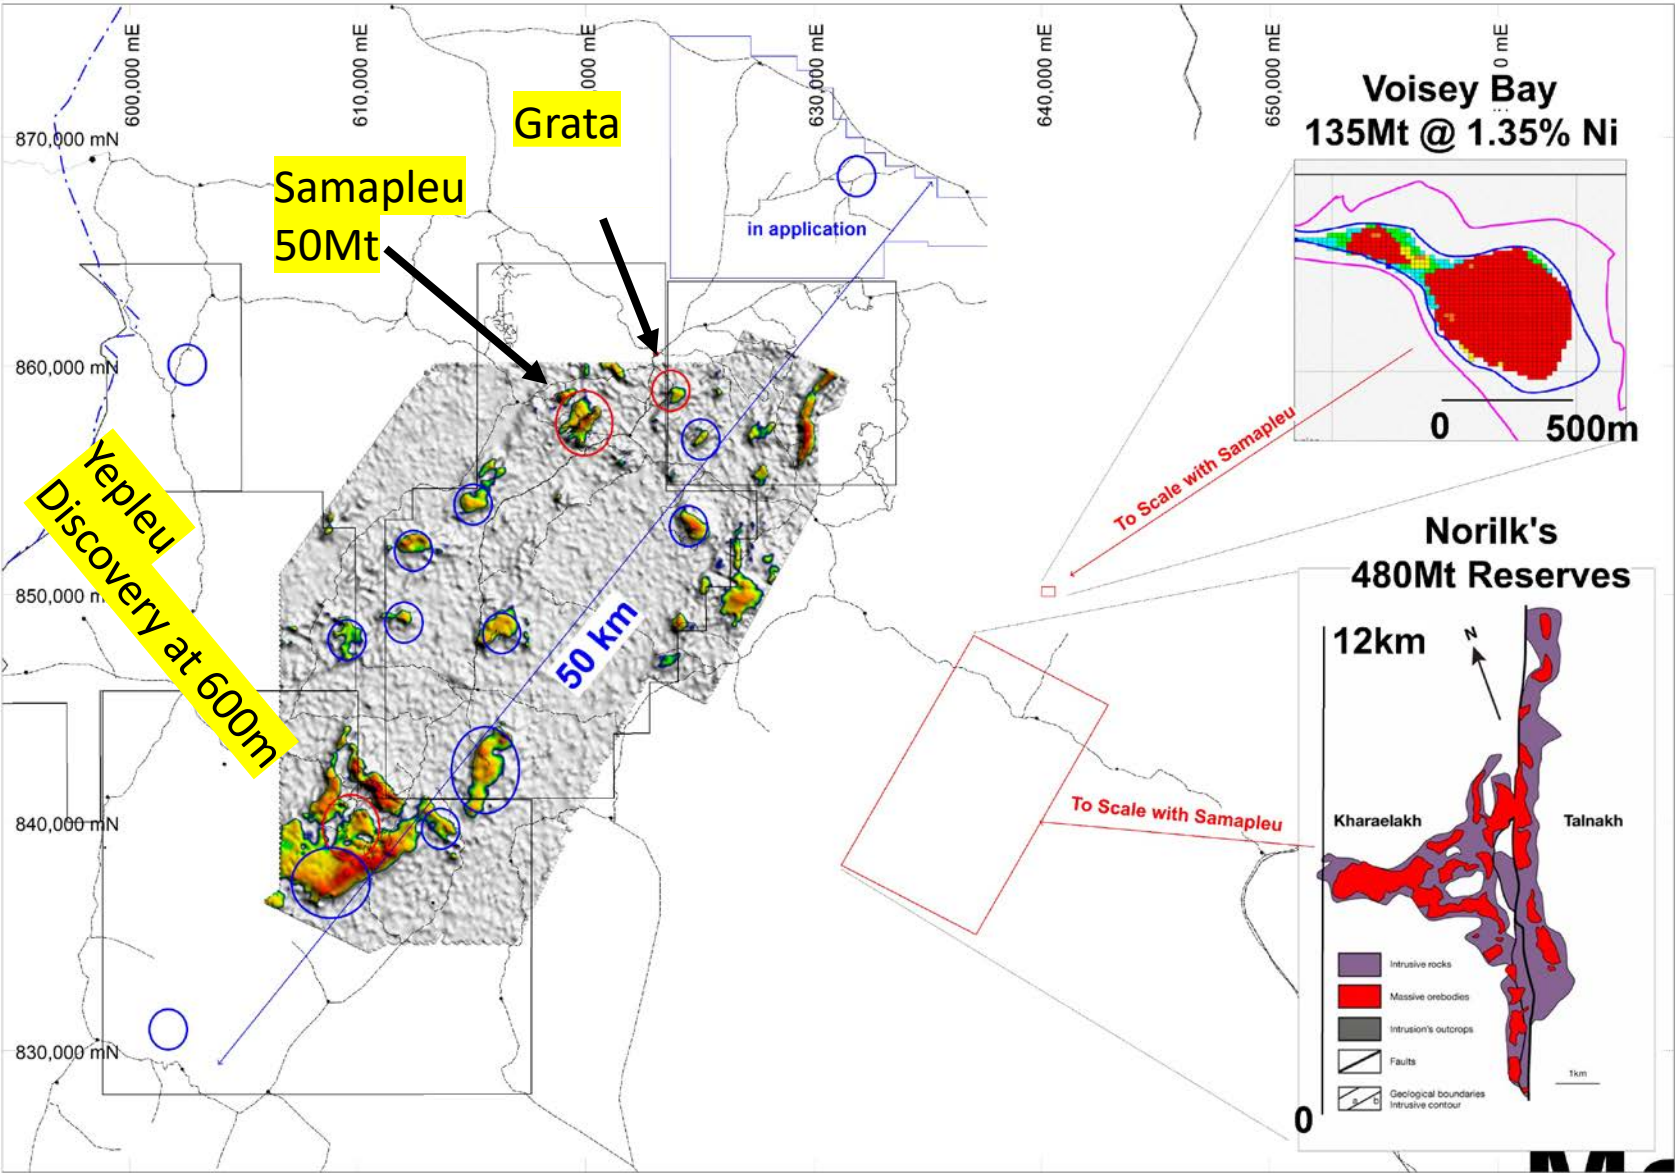 600,000 mE
610,000 mE
,000 mE
630,000 mE
640,000 mE
650,000 mE
0 mE
870,000 mN
860,000 mN
850,000 m
840,000 mN
830,000 mN
Grata
Samapleu
50Mt
in application
Yepleu
Discovery at 600m
50 km
Voisey Bay
135Mt @ 1.35% Ni
0
500m
To Scale with Samapleu
Norilk's
480Mt Reserves
12km
N
Kharaelakh
Talnakh
To Scale with Samapleu
Intrusive rocks
Massive orebodies
Intrusion's outcrops
Faults
1km
a b
Geological boundaries
Intrusive contour
0